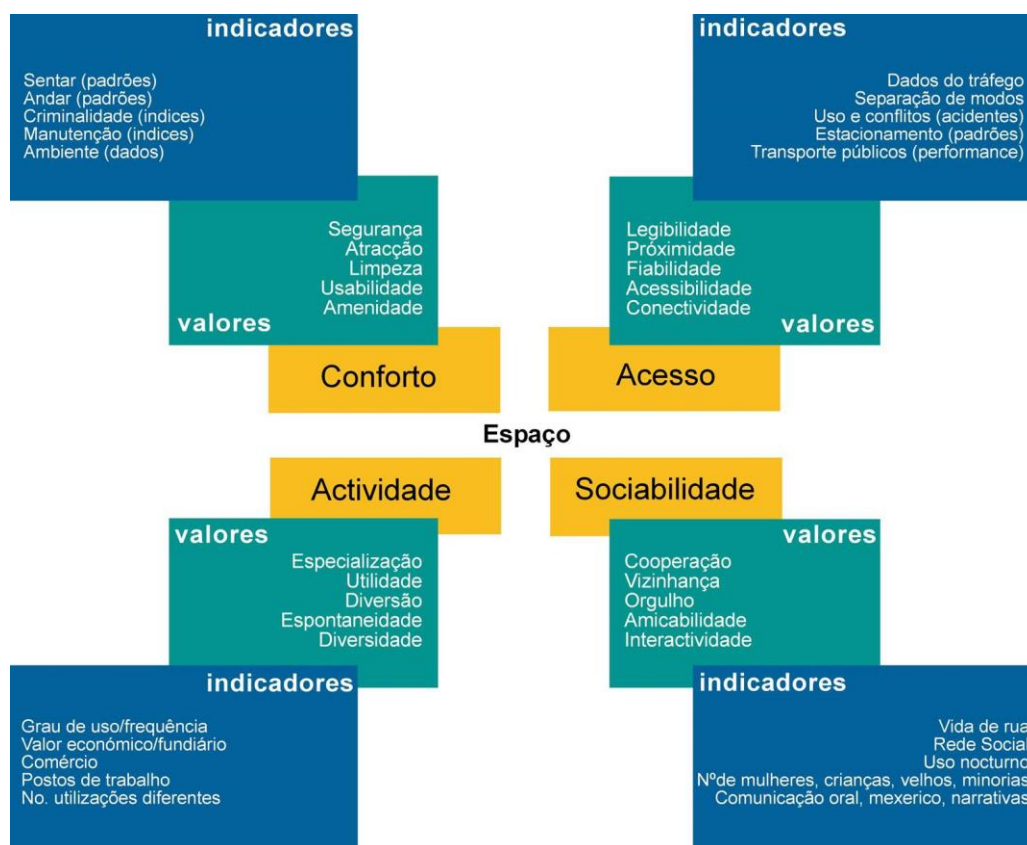 indicadores
Sentar (padrões)
Andar (padrões)
Criminalidade (indices)
Manutenção (indices)
Ambiente (dados)
indicadores
Dados do tráfego
Separação de modos
Uso e conflitos (acidentes)
Estacionamento (padrões)
Transporte públicos (performance)
Segurança
Atracção
Limpeza
Usabilidade
Amenidade
valores
Legibilidade
Próximidade
Fiabilidade
Acessibilidade
Conectividade
valores
Conforto
Acesso
Espaço
Actividade
Sociabilidade
valores
Especialização
Utilidade
Diversão
Espontaneidade
Diversidade
valores
Cooperação
Vizinhança
Orgulho
Amicabilidade
Interactividade
indicadores
Grau de uso/frequência
Valor económico/fundiário
Comércio
Postos de trabalho
No. utilizações diferentes
indicadores
Vida de rua
Rede Social
Uso nocturno
Nºde mulheres, crianças, velhos, minorias
Comunicação oral, mexerico, narrativas